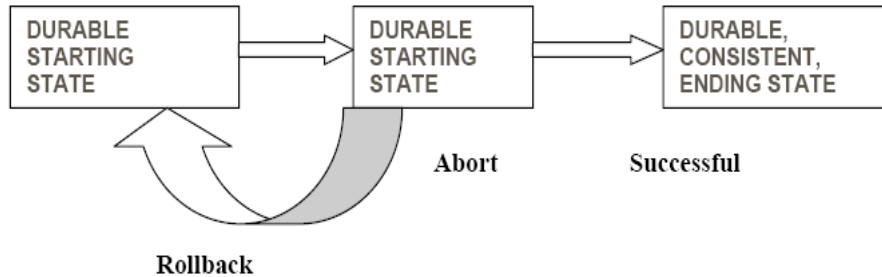 DURABLE
STARTING
STATE
DURABLE
STARTING
STATE
DURABLE,
CONSISTENT,
ENDING STATE
Abort
Successful
Rollback